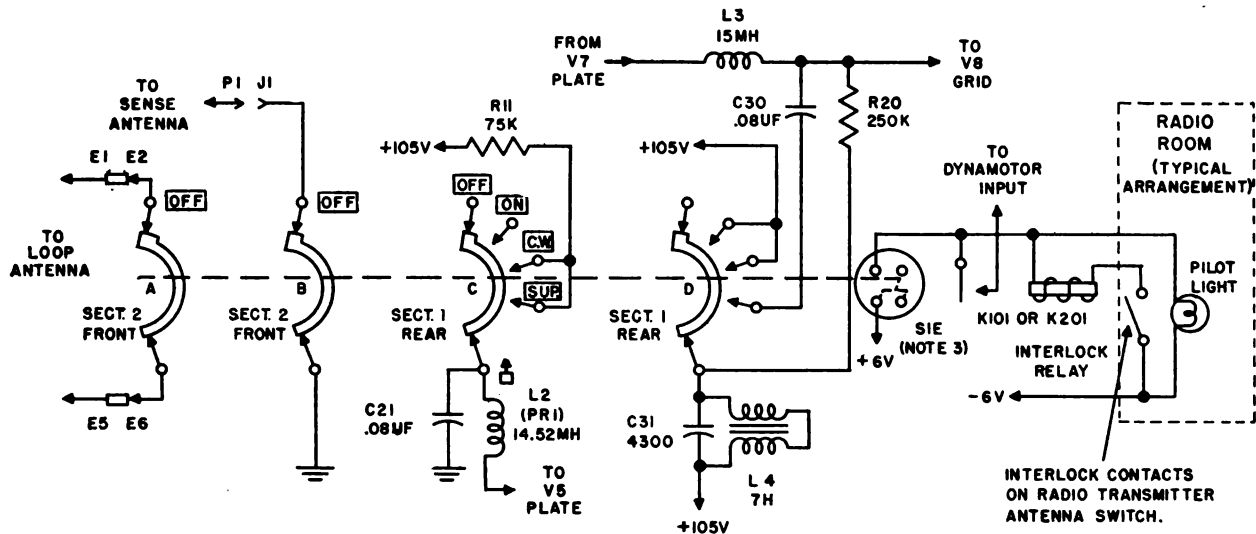 L3
15MH
FROM
V7
PLATE
TO
V8
GRID
TO
SENSE
ANTENNA
P1 J1
R11
75K
C30
.08UF
R20
250K
RADIO
ROOM
(TYPICAL
ARRANGEMENT)
+105V
+105V
TO
DYNAMOTOR
INPUT
E1 E2
OFF
OFF
OFF
ON
C.W.
SUP.
TO
LOOP
ANTENNA
A
B
C
D
PILOT
LIGHT
SECT. 2
FRONT
SECT. 2
FRONT
SECT. 1
REAR
SECT. 1
REAR
S1E
(NOTE 3)
+6V
K101 OR K201
INTERLOCK
RELAY
-6V
E5 E6
C21
.08UF
L2
(PRI)
14.52MH
C31
4300
L4
7H
TO
V5
PLATE
+105V
INTERLOCK CONTACTS
ON RADIO TRANSMITTER
ANTENNA SWITCH.